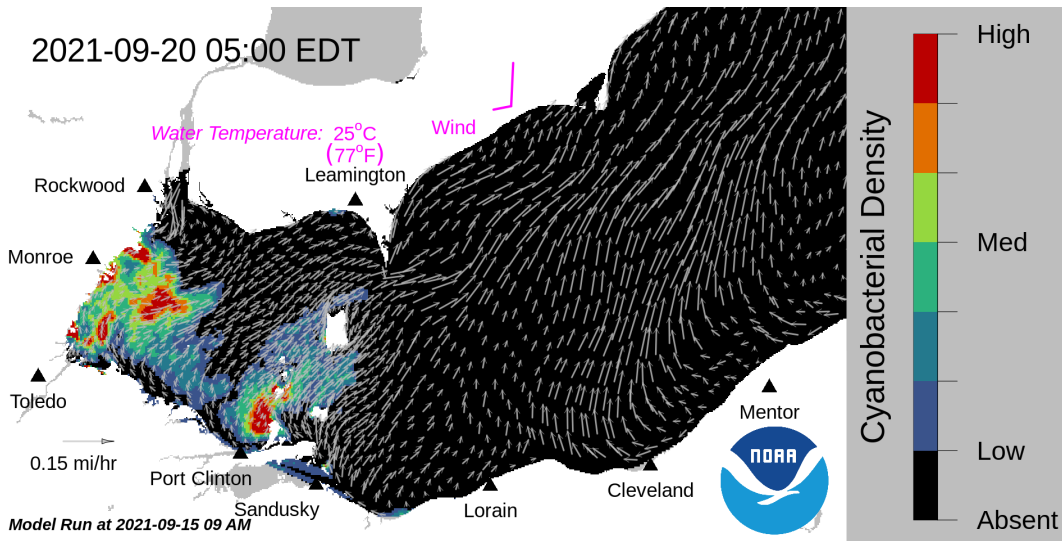 2021-09-20 05:00 EDT
Water Temperature: 25°C
(77°F)
Wind
Leamington
Rockwood
Monroe
Toledo
0.15 mi/hr
Port Clinton
Sandusky
Lorain
Cleveland
Mentor
NOAA
Model Run at 2021-09-15 09 AM
Cyanobacterial Density
High
Med
Low
Absent